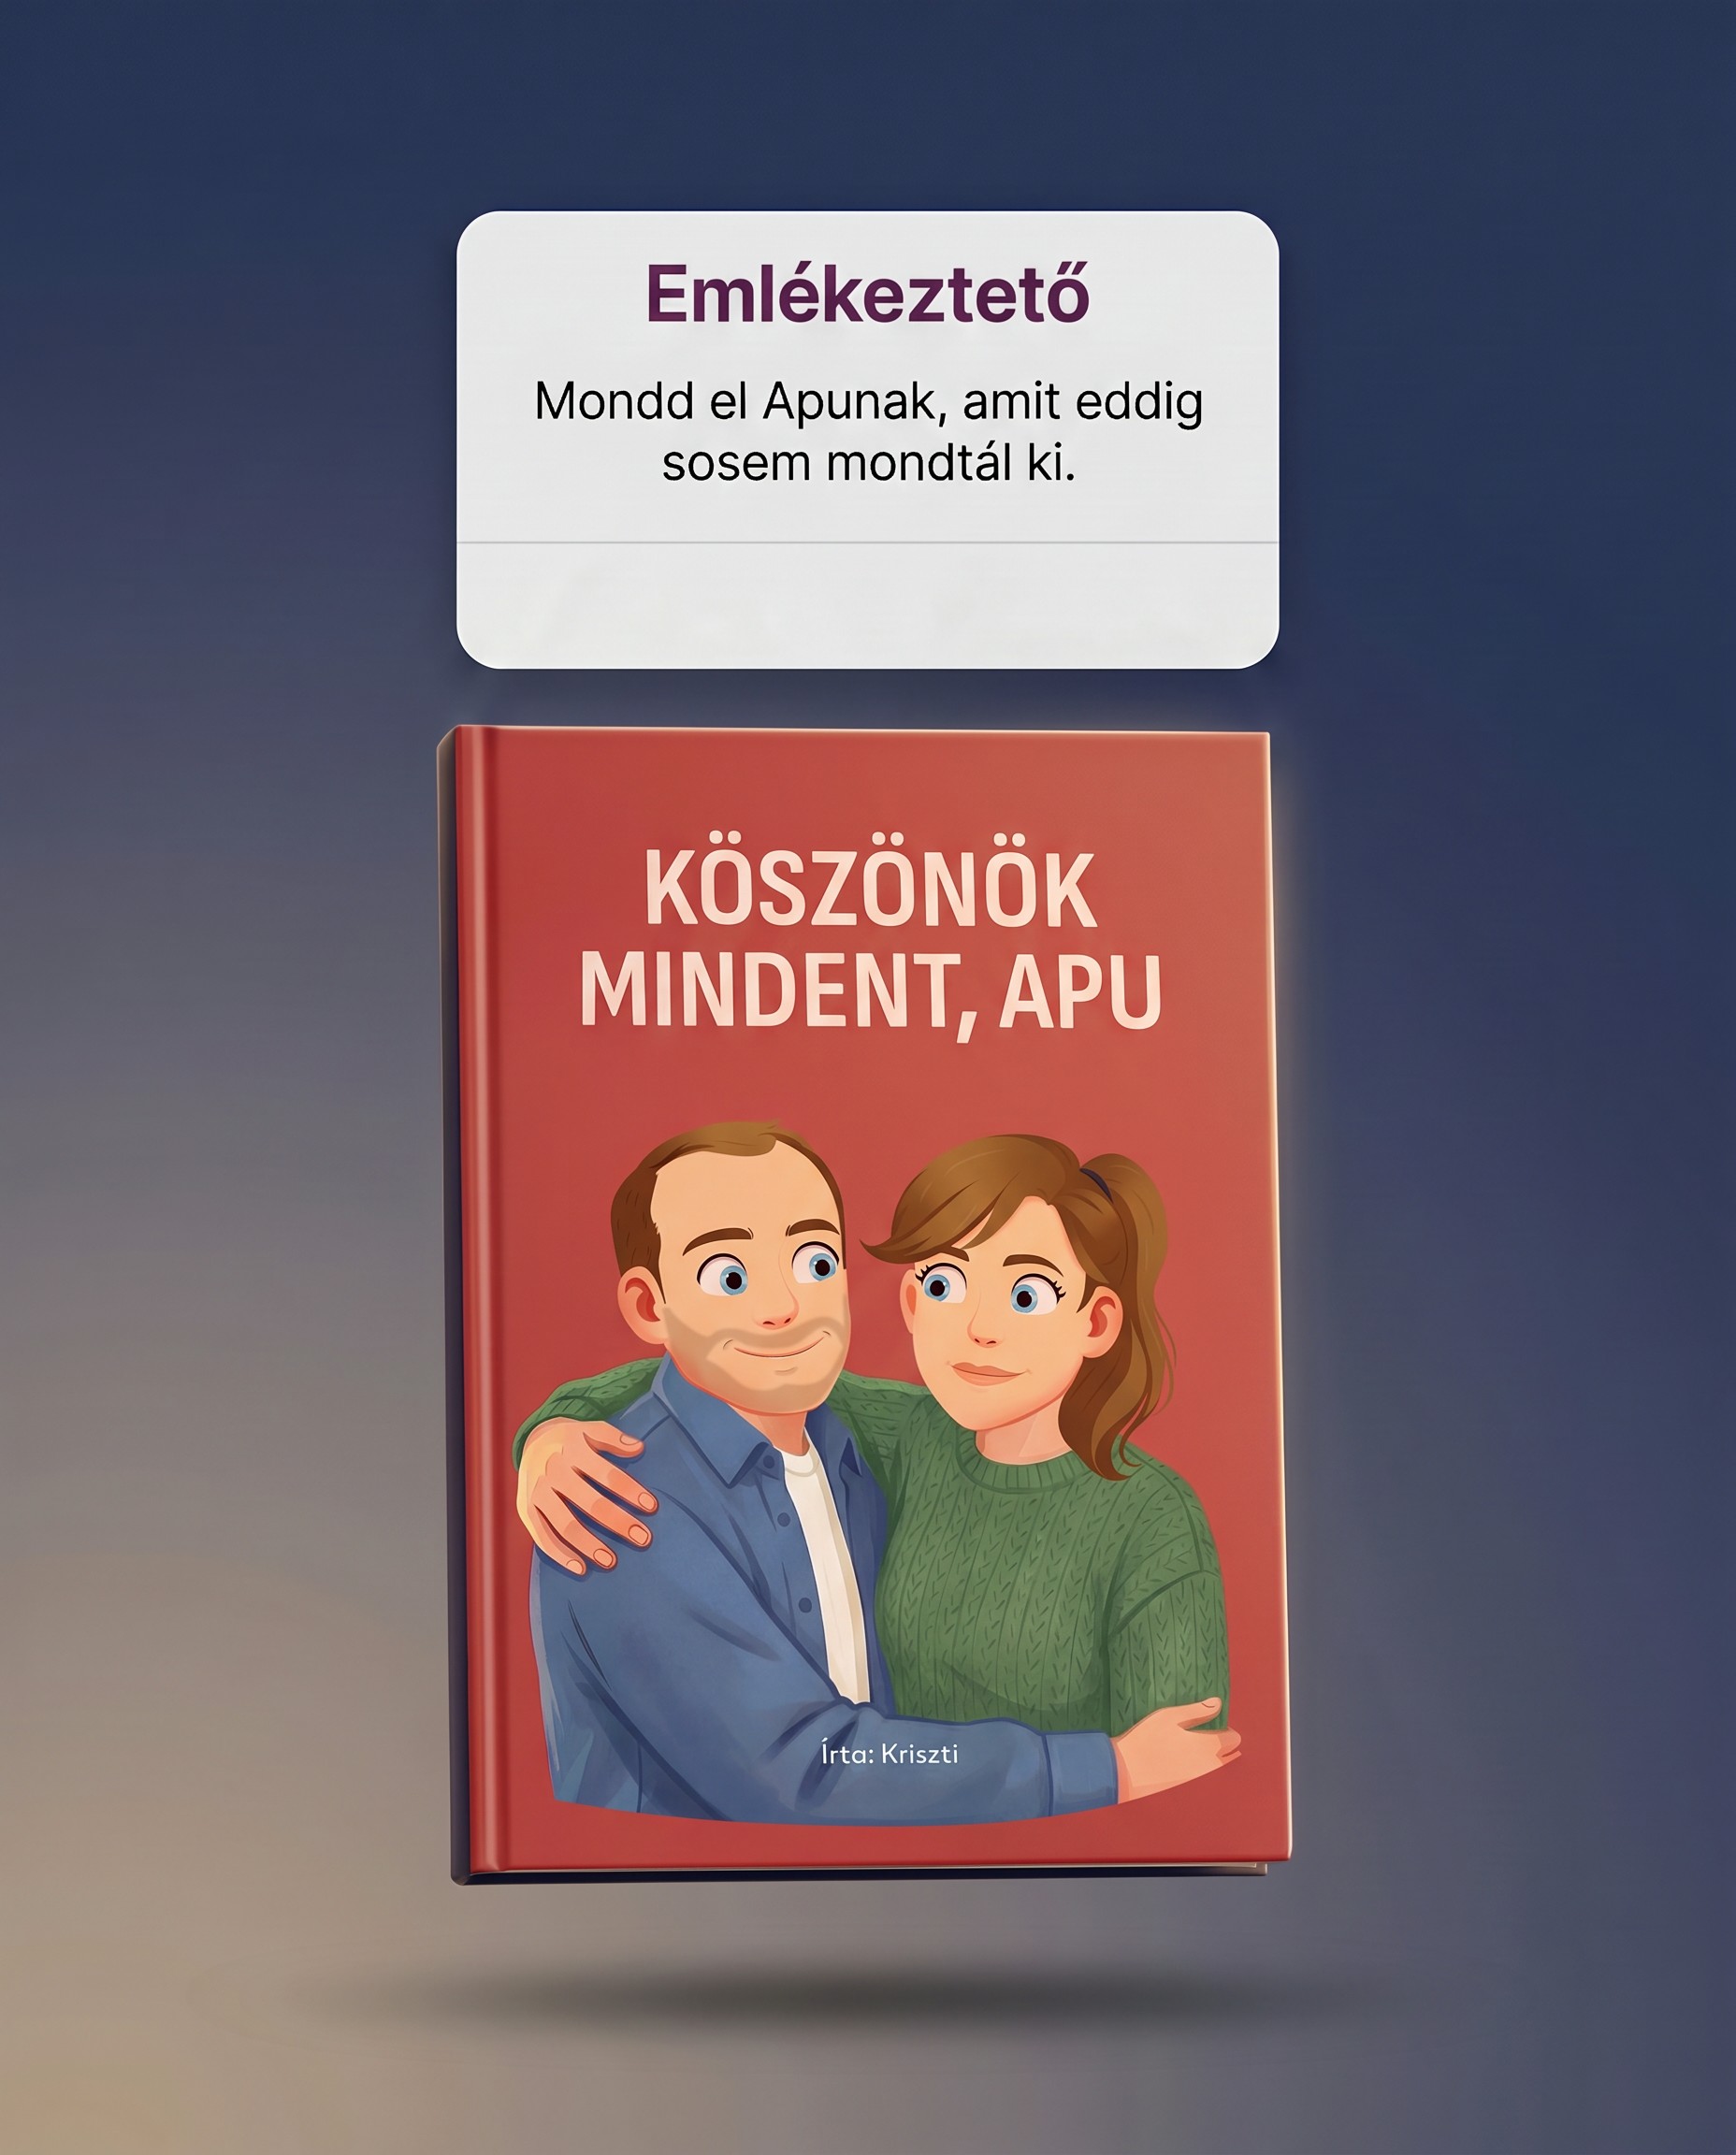 Emlékeztető
Mondd el Apunak, amit eddig
sosem mondtál ki.
KÖSZÖNÖK
MINDENT, APU
Írta: Kriszti